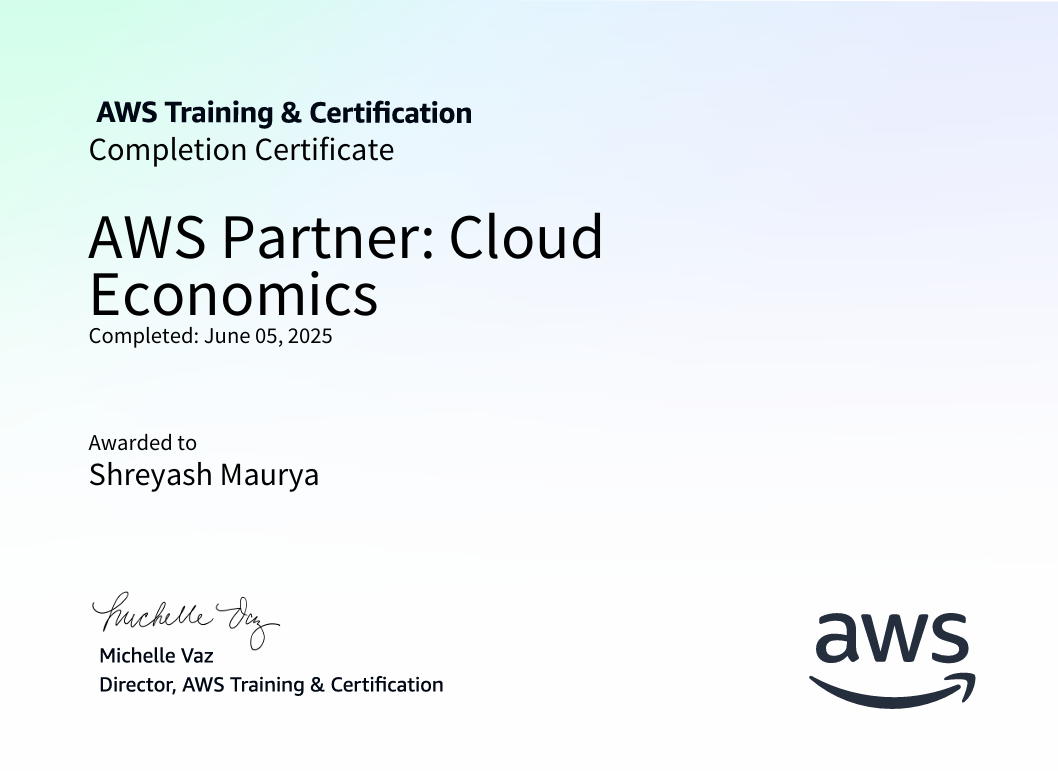 AWS Training & Certification
Completion Certificate
AWS Partner: Cloud
Economics
Completed: June 05, 2025
Awarded to
Shreyash Maurya
Michelle Vaz
Michelle Vaz
Director, AWS Training & Certification
aws